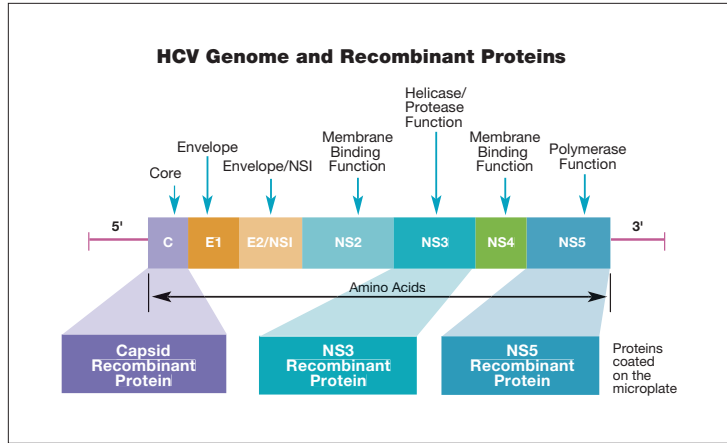 HCV Genome and Recombinant Proteins
Helicase/
Protease
Function
Envelope
Membrane
Binding
Function
Membrane
Binding
Function
Polymerase
Function
Core
Envelope/NSI
5'
3'
C
E1
E2/NSI
NS2
NS3
NS4
NS5
Amino Acids
Capsid
Recombinant
Protein
NS3
Recombinant
Protein
NS5
Recombinant
Protein
Proteins
coated
on the
microplate